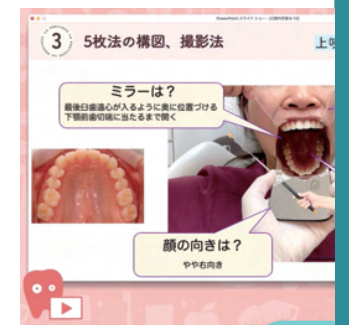 3 5枚法の構図、撮影法
ミラーは？
最後臼歯遠心が入るように奥に位置づける
下顎前歯切端に当たるまで開く
顔の向きは？
やや右向き